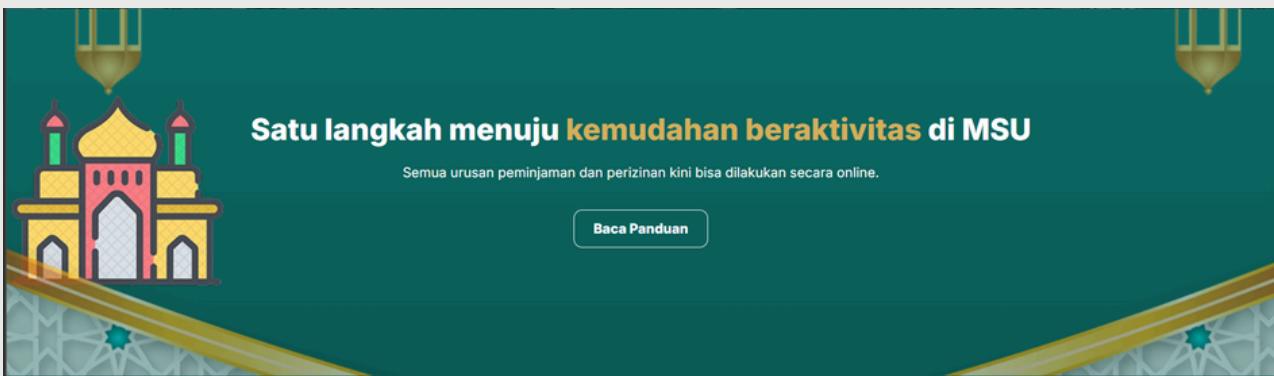 Satu langkah menuju kemudahan beraktivitas di MSU
Semua urusan peminjaman dan perizinan kini bisa dilakukan secara online.
Baca Panduan